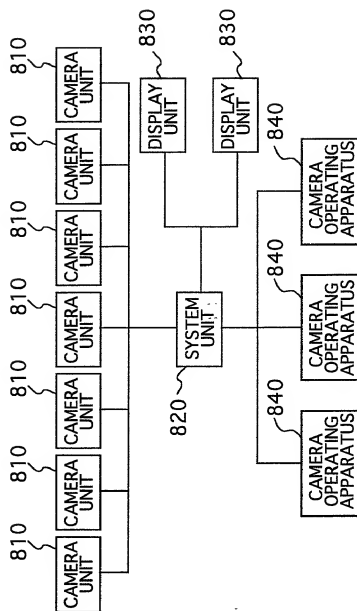 810
CAMERA
UNIT
810
CAMERA
UNIT
810
CAMERA
UNIT
810
CAMERA
UNIT
810
CAMERA
UNIT
810
CAMERA
UNIT
810
CAMERA
UNIT
830
DISPLAY
UNIT
830
DISPLAY
UNIT
820
SYSTEM
UNIT
840
CAMERA
OPERATING
APPARATUS
840
CAMERA
OPERATING
APPARATUS
840
CAMERA
OPERATING
APPARATUS